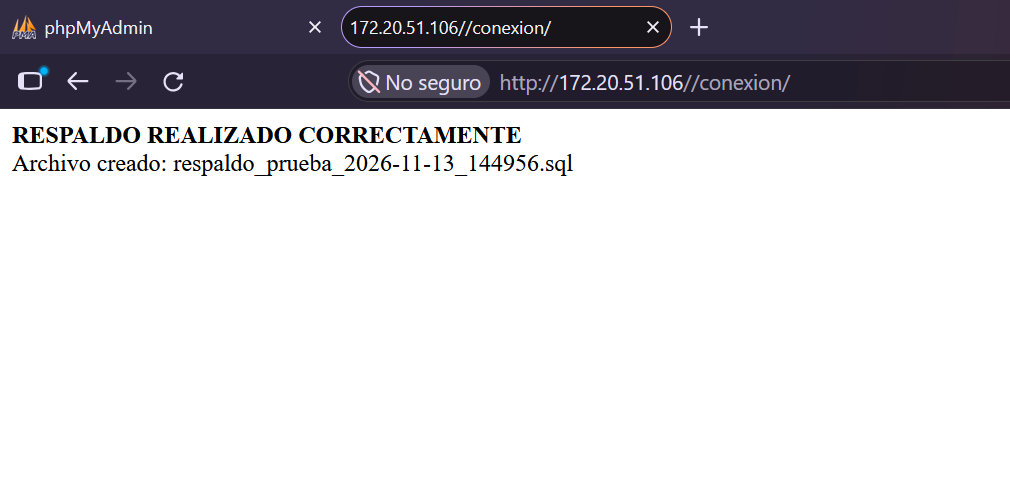 phpMyAdmin
172.20.51.106//conexion/
No seguro http://172.20.51.106//conexion/
RESPALDO REALIZADO CORRECTAMENTE
Archivo creado: respaldo_prueba_2026-11-13_144956.sql